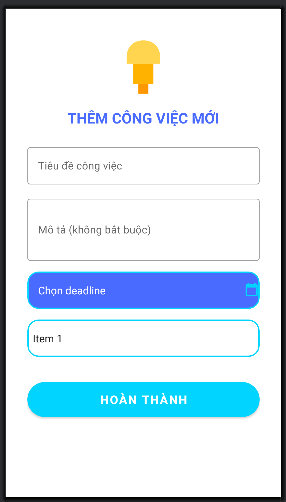 THÊM CÔNG VIỆC MỚI
Tiêu đề công việc
Mô tả (không bắt buộc)
Chọn deadline
Item 1
HOÀN THÀNH